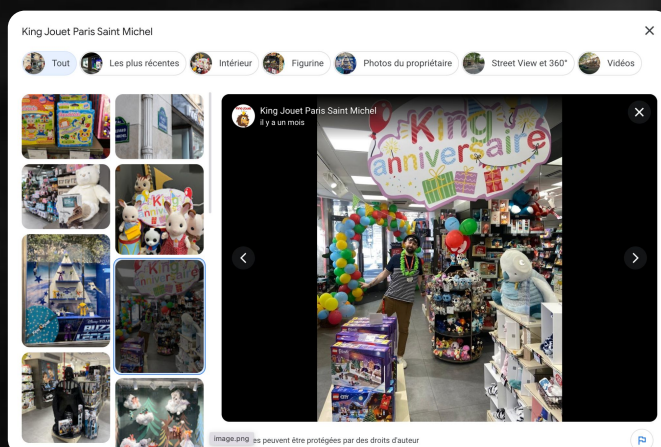 King Jouet Paris Saint Michel
Tout
Les plus récentes
Intérieur
Figurine
Photos du propriétaire
Street View et 360°
Vidéos
King Jouet Paris Saint Michel
il y a un mois
King
anniversaire
King
anniversaire
image.png
es peuvent être protégées par des droits d'auteur